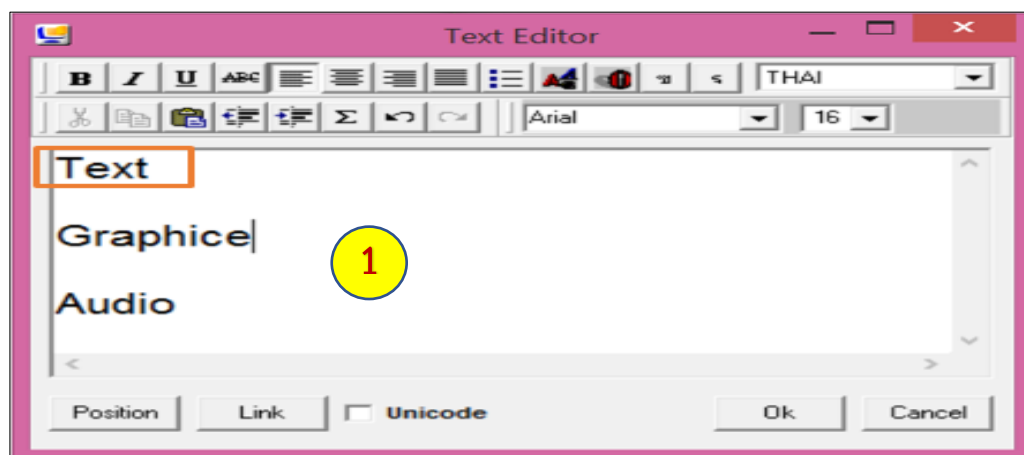 Text Editor
B I U ABC THAI
Σ Arial 16
Text
Graphice
1
Audio
Position Link Unicode Ok Cancel